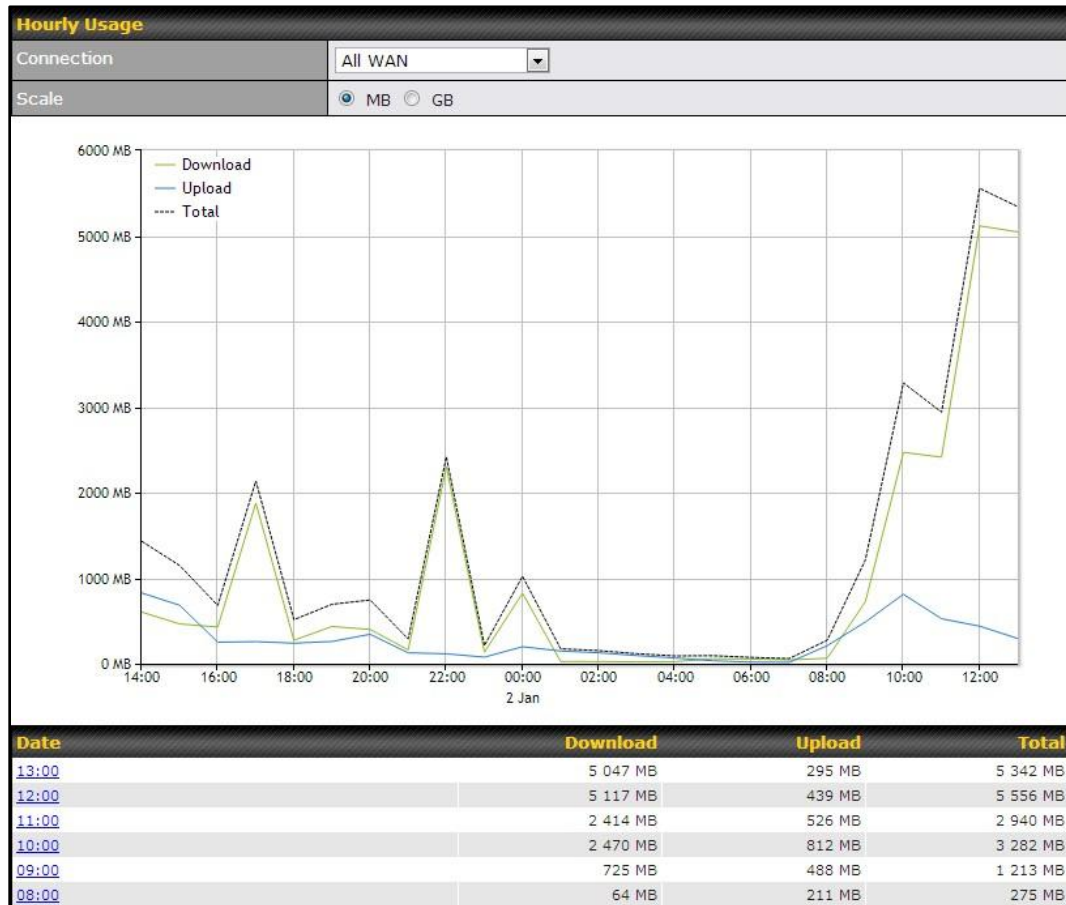 Hourly Usage
Connection All WAN
Scale MB GB
6000 MB
5000 MB
4000 MB
3000 MB
2000 MB
1000 MB
0 MB
Download
Upload
Total
14:00 16:00 18:00 20:00 22:00 00:00 02:00 04:00 06:00 08:00 10:00 12:00
2 Jan
Date Download Upload Total
13:00 5 047 MB 295 MB 5 342 MB
12:00 5 117 MB 439 MB 5 556 MB
11:00 2 414 MB 526 MB 2 940 MB
10:00 2 470 MB 812 MB 3 282 MB
09:00 725 MB 488 MB 1 213 MB
08:00 64 MB 211 MB 275 MB